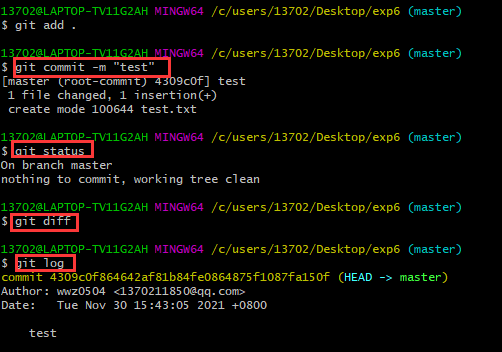 13702@LAPTOP-TV11G2AH MINGW64 /c/users/13702/Desktop/exp6 (master)
$ git add .
13702@LAPTOP-TV11G2AH MINGW64 /c/users/13702/Desktop/exp6 (master)
$ git commit -m "test"
[master (root-commit) 4309c0f] test
1 file changed, 1 insertion(+)
create mode 100644 test.txt
13702@LAPTOP-TV11G2AH MINGW64 /c/users/13702/Desktop/exp6 (master)
$ git status
On branch master
nothing to commit, working tree clean
13702@LAPTOP-TV11G2AH MINGW64 /c/users/13702/Desktop/exp6 (master)
$ git diff
13702@LAPTOP-TV11G2AH MINGW64 /c/users/13702/Desktop/exp6 (master)
$ git log
commit 4309c0f864642af81b84fe0864875f1087fa150f (HEAD -> master)
Author: wwz0504 <1370211850@qq.com>
Date:   Tue Nov 30 15:43:05 2021 +0800
test